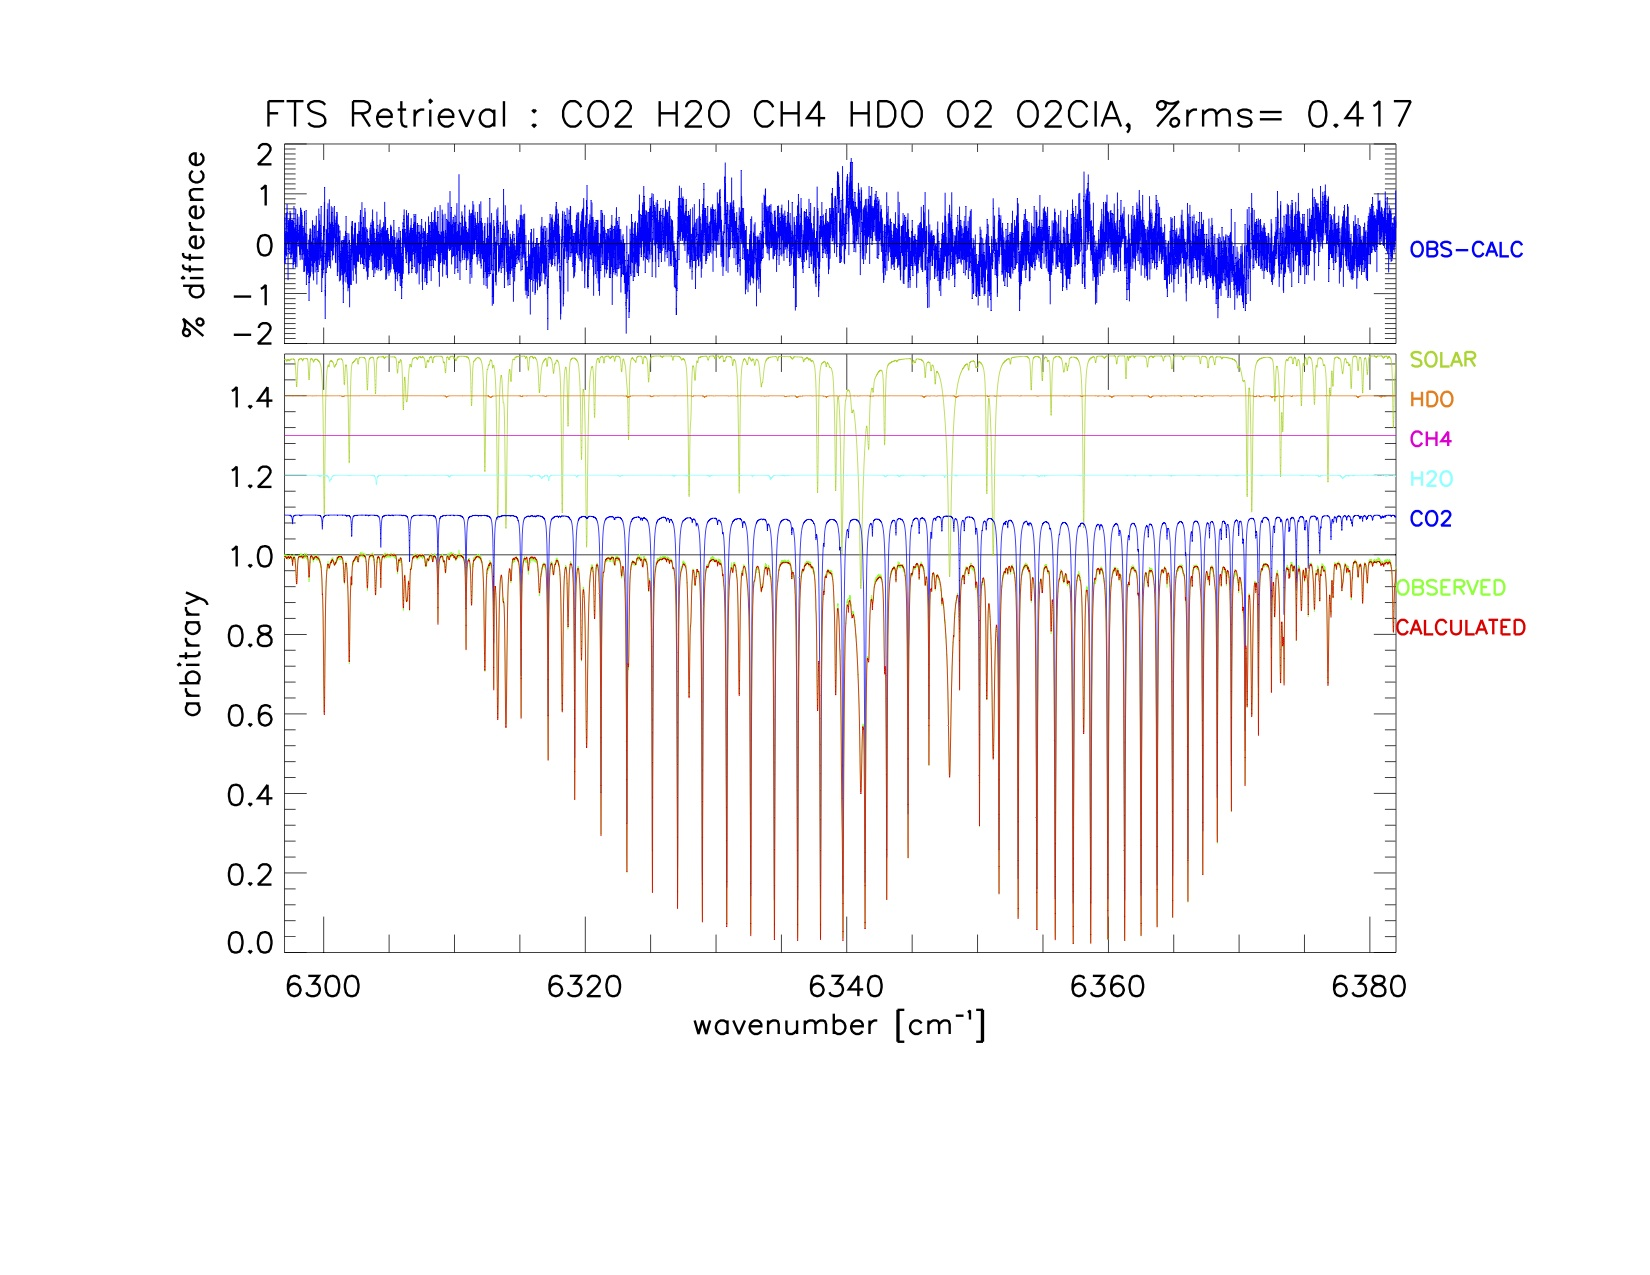 FTS Retrieval : CO2 H2O CH4 HDO O2 O2CIA, %rms= 0.417
% difference
2
1
0
−1
−2
OBS-CALC
arbitrary
1.4
1.2
1.0
0.8
0.6
0.4
0.2
0.0
SOLAR
HDO
CH4
H2O
CO2
OBSERVED
CALCULATED
6300 6320 6340 6360 6380
wavenumber [cm⁻¹]